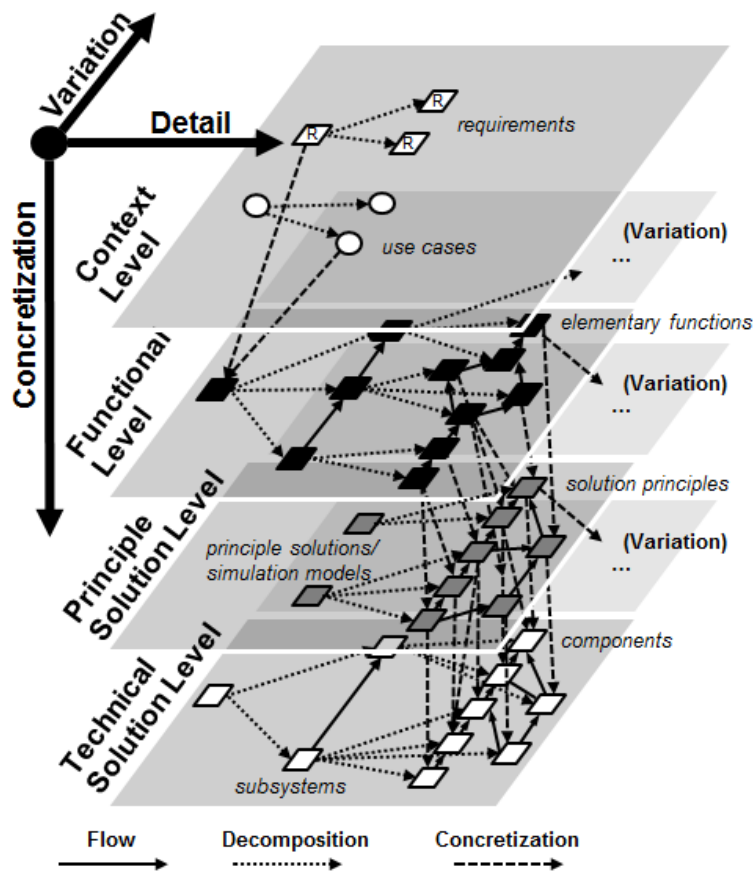 Variation
Detail
Concretization
R
R
R
requirements
Context
Level
use cases
(Variation)
...
elementary functions
Functional
Level
(Variation)
...
solution principles
Principle
Solution Level
principle solutions/
simulation models
(Variation)
...
components
Technical
Solution Level
subsystems
Flow
Decomposition
Concretization